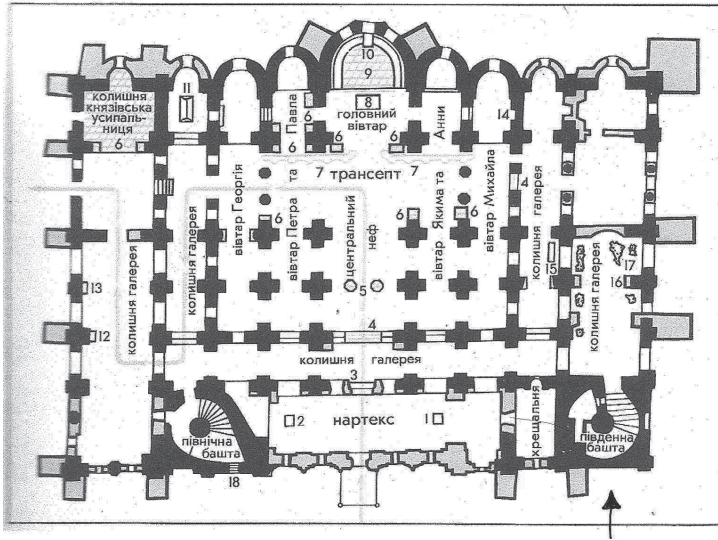 10
9
колишня
князівська
усипаль-
ниця
6
11
Павла
та
вівтар Петра
6
6
8
головний
вівтар
6
6
Анни
вівтар Якима та
14
7 трансепт 7
вівтар Георгія
вівтар Михайла
4
колишня галерея
колишня галерея
колишня галерея
6
6
6
центральний
неф
5
15
16
17
колишня галерея
13
12
4
колишня галерея
3
2
нартекс
1
хрещальня
північна
башта
18
південна
башта